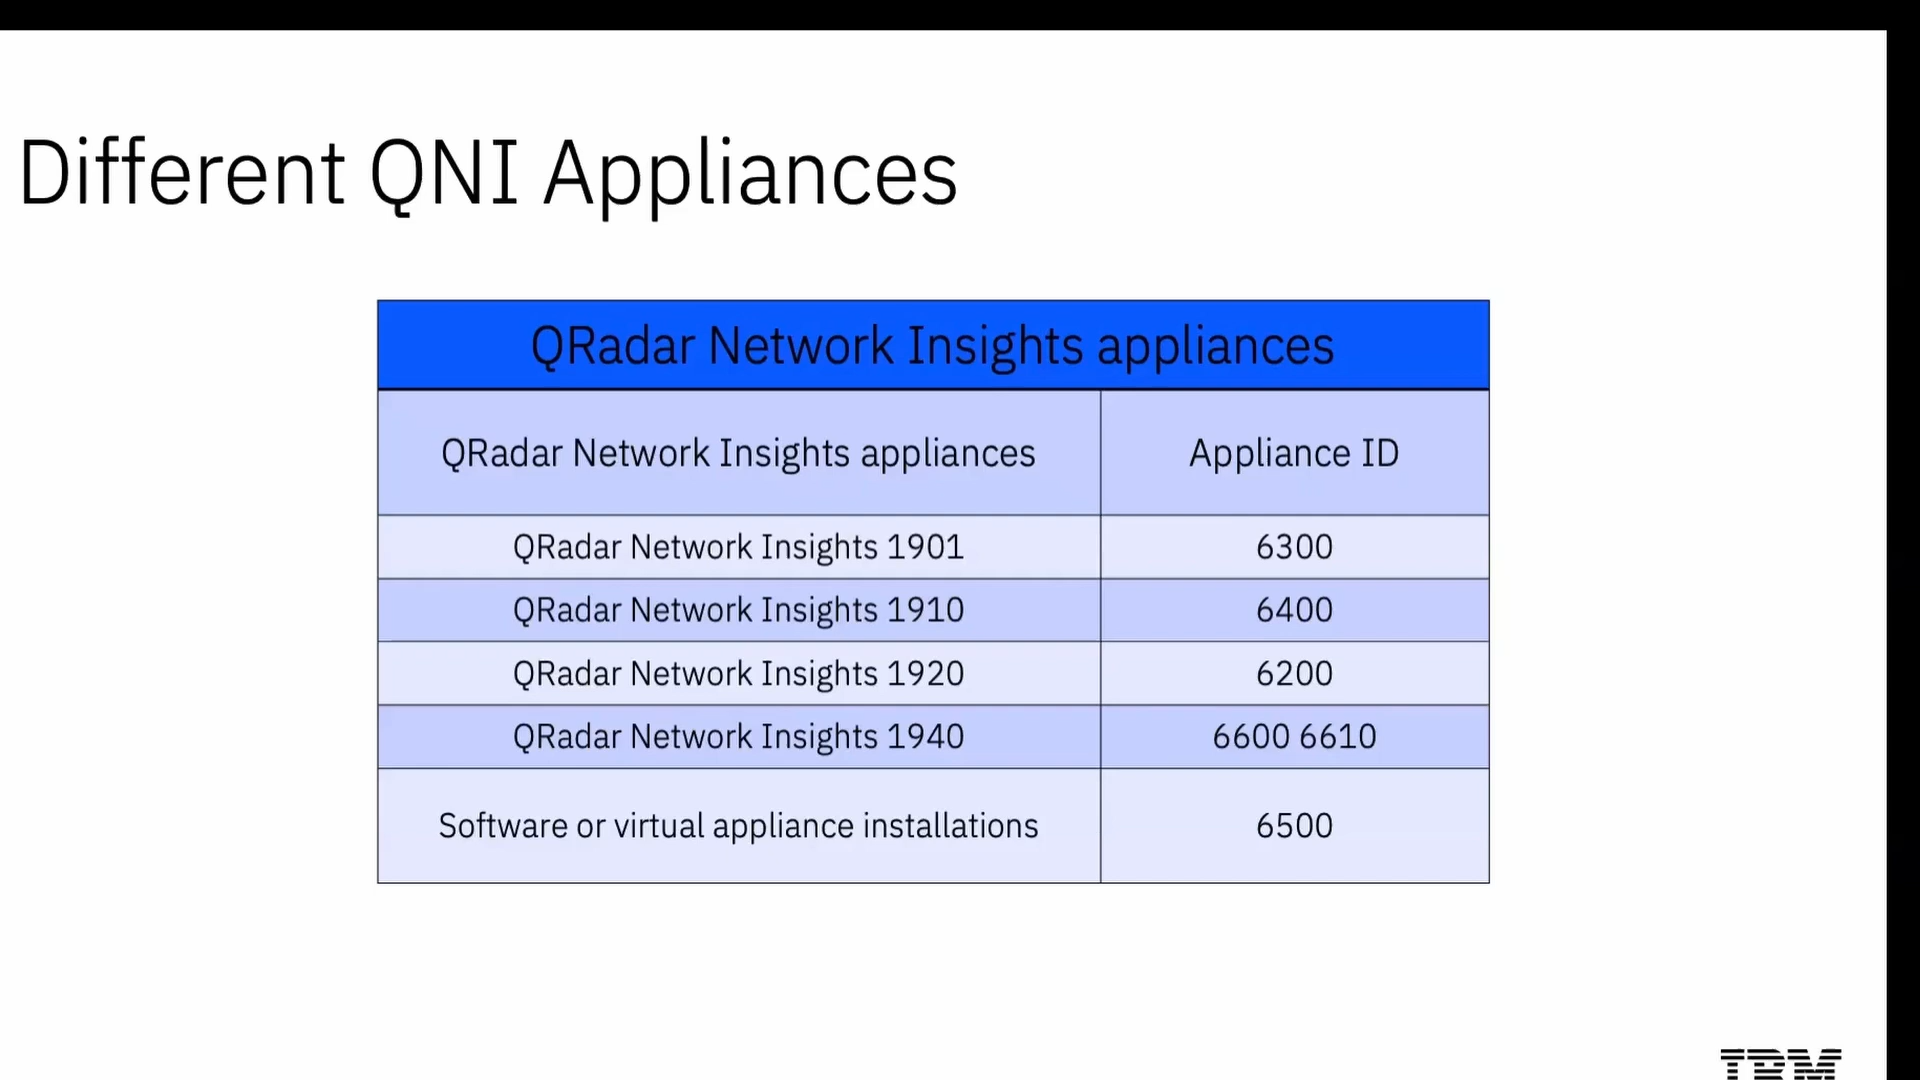 Different QNI Appliances
QRadar Network Insights appliances
QRadar Network Insights appliances Appliance ID
QRadar Network Insights 1901 6300
QRadar Network Insights 1910 6400
QRadar Network Insights 1920 6200
QRadar Network Insights 1940 6600 6610
Software or virtual appliance installations 6500
IBM